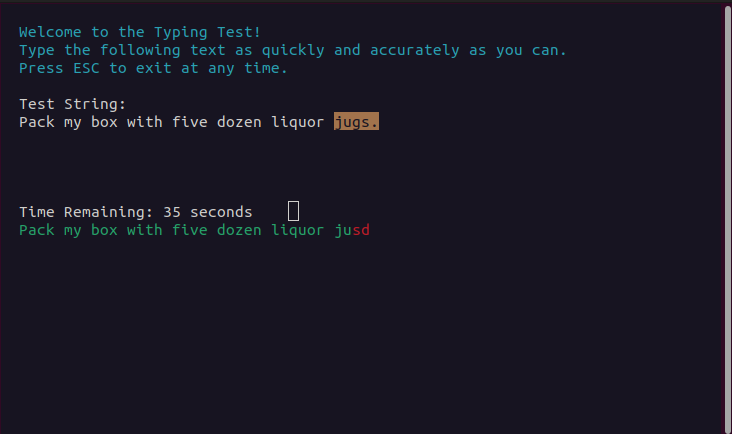 Welcome to the Typing Test!
Type the following text as quickly and accurately as you can.
Press ESC to exit at any time.
Test String:
Pack my box with five dozen liquor jugs.
Time Remaining: 35 seconds
Pack my box with five dozen liquor jusd